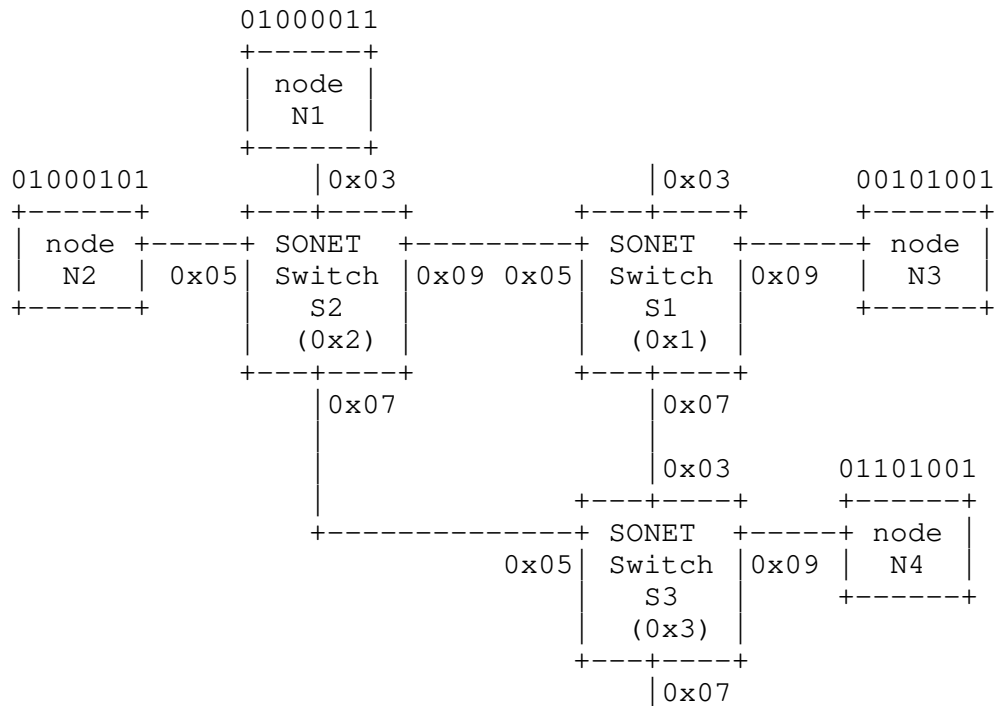 01000011
+------+
| node |
| N1 |
+------+
01000101 |0x03 |0x03 00101001
+------+ +---+----+ +---+----+ +------+
| node +-----+ SONET +---------+ SONET +------+ node |
| N2 | 0x05| Switch |0x09 0x05| Switch |0x09 | N3 |
+------+ | S2 | | S1 | +------+
| (0x2) | | (0x1) |
+---+----+ +---+----+
|0x07 |0x07
| |
| |0x03 01101001
| +---+----+ +------+
+--------------+ SONET +-----+ node |
0x05| Switch |0x09 | N4 |
| S3 | +------+
| (0x3) |
+---+----+
|0x07